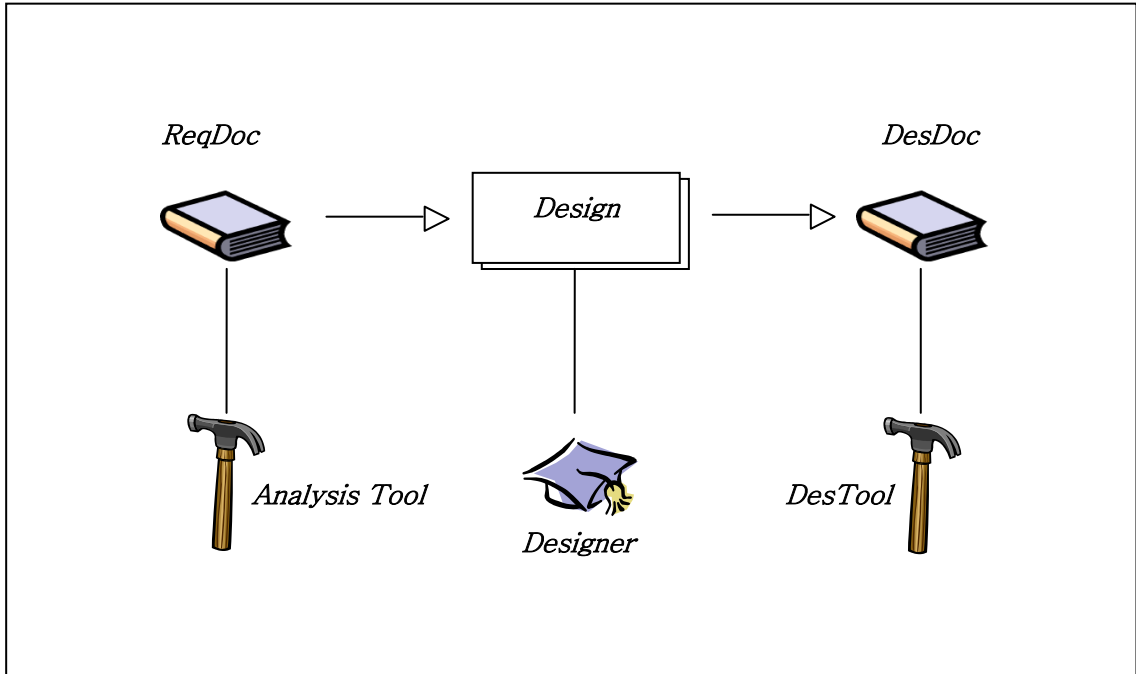 ReqDoc
DesDoc
Design
Analysis Tool
DesTool
Designer